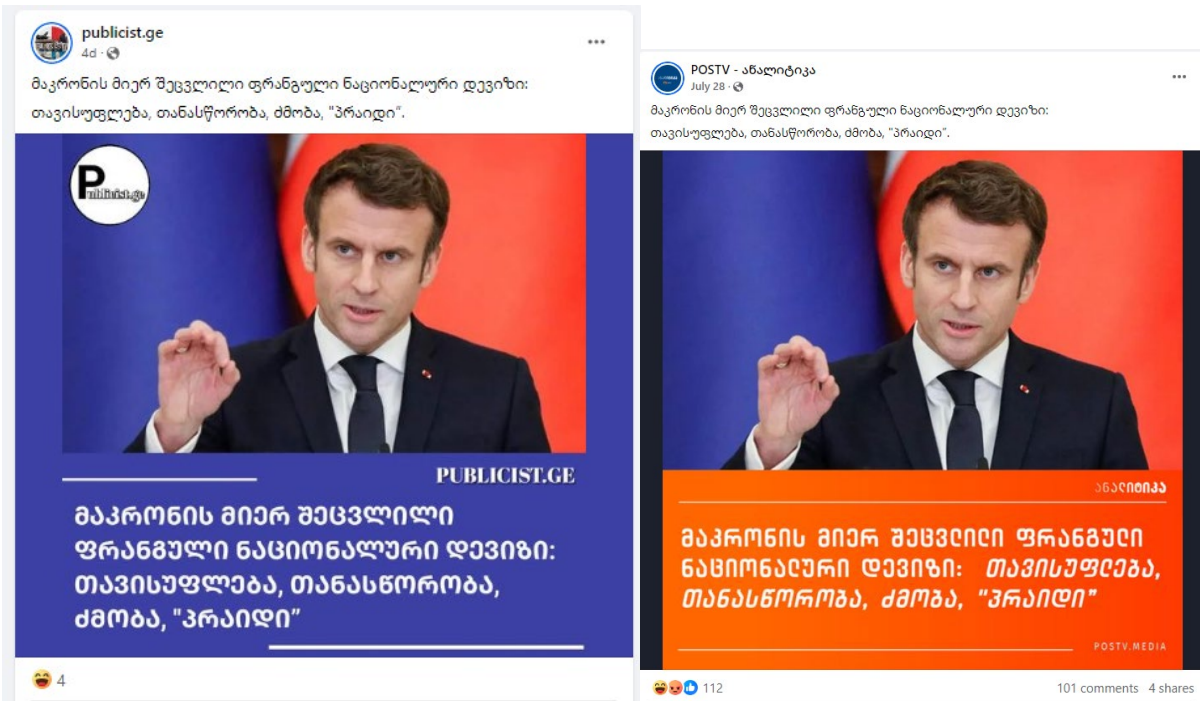 publicist.ge
4d
მაკრონის მიერ შეცვლილი ფრანგული ნაციონალური დევიზი:
თავისუფლება, თანასწორობა, ძმობა, "პრაიდი".
Publicist.ge
PUBLICIST.GE
მაკრონის მიერ შეცვლილი
ფრანგული ნაციონალური დევიზი:
თავისუფლება, თანასწორობა,
ძმობა, "პრაიდი"
4
POSTV - ანალიტიკა
July 28
მაკრონის მიერ შეცვლილი ფრანგული ნაციონალური დევიზი:
თავისუფლება, თანასწორობა, ძმობა, "პრაიდი".
ანალიტიკა
მაკრონის მიერ შეცვლილი ფრანგული
ნაციონალური დევიზი: თავისუფლება,
თანასწორობა, ძმობა, "პრაიდი"
POSTV.MEDIA
112
101 comments 4 shares